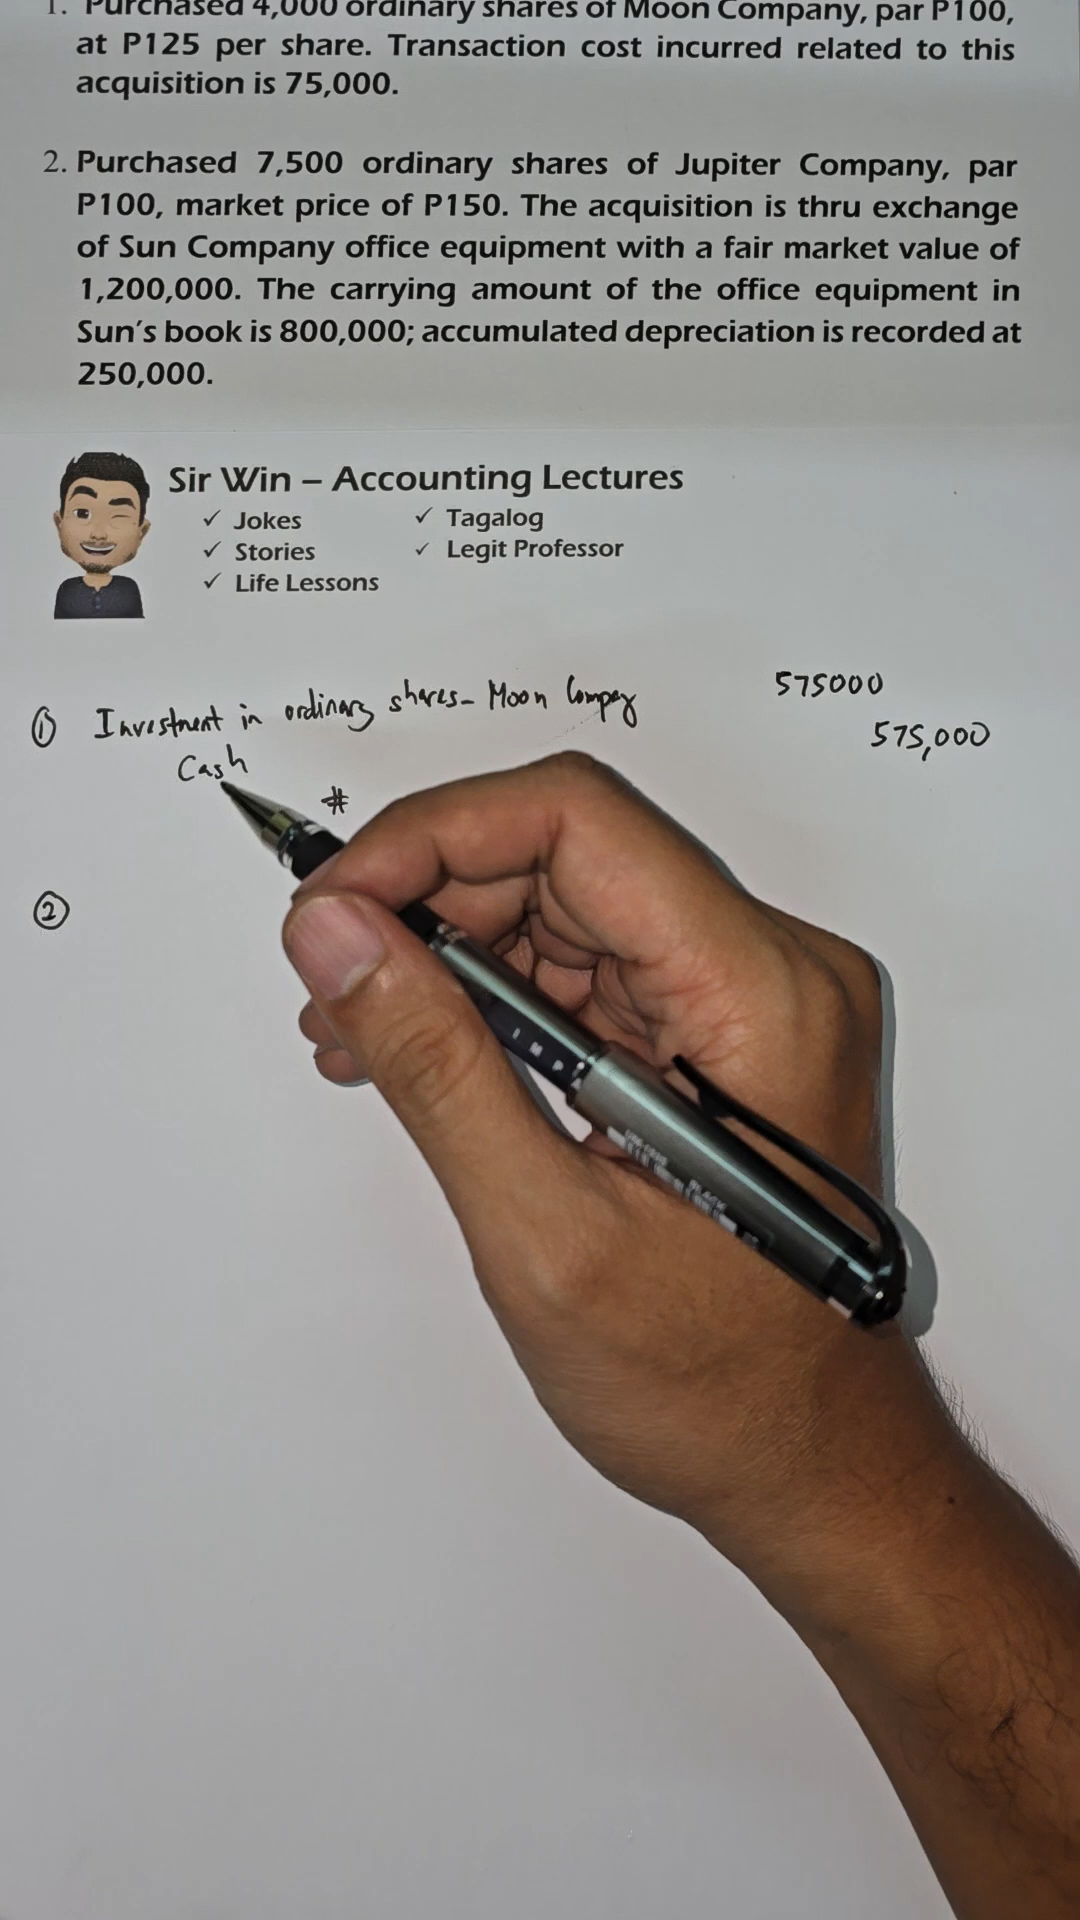 1. Purchased 4,000 ordinary shares of Moon Company, par P100,
at P125 per share. Transaction cost incurred related to this
acquisition is 75,000.
2. Purchased 7,500 ordinary shares of Jupiter Company, par
P100, market price of P150. The acquisition is thru exchange
of Sun Company office equipment with a fair market value of
1,200,000. The carrying amount of the office equipment in
Sun's book is 800,000; accumulated depreciation is recorded at
250,000.
Sir Win – Accounting Lectures
✓ Jokes
✓ Stories
✓ Life Lessons
✓ Tagalog
✓ Legit Professor
① Investment in ordinary shares- Moon Company 575000
Cash 575,000
#
②